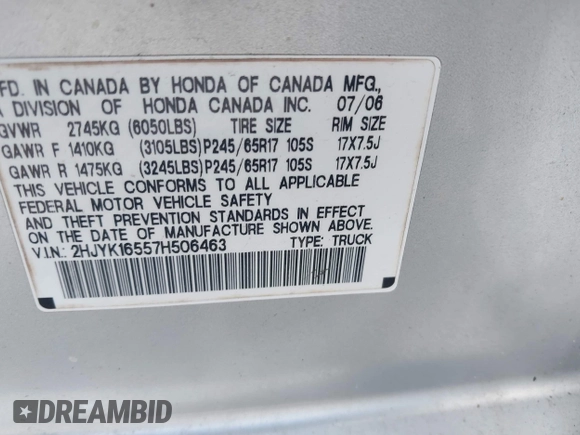 MFD. IN CANADA BY HONDA OF CANADA MFG.,
A DIVISION OF HONDA CANADA INC. 07/06
GVWR 2745KG (6050LBS) TIRE SIZE RIM SIZE
GAWR F 1410KG (3105LBS)P245/65R17 105S 17X7.5J
GAWR R 1475KG (3245LBS)P245/65R17 105S 17X7.5J
THIS VEHICLE CONFORMS TO ALL APPLICABLE
FEDERAL MOTOR VEHICLE SAFETY
AND THEFT PREVENTION STANDARDS IN EFFECT
ON THE DATE OF MANUFACTURE SHOWN ABOVE.
V.I.N.: 2HJYK16557H506463 TYPE: TRUCK
DREAMBID